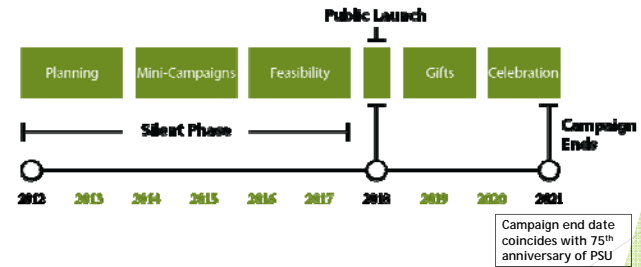 Public Launch
Planning
Mini-Campaigns
Feasibility
Gifts
Celebration
Silent Phase
Campaign
Ends
2012
2013
2014
2015
2016
2017
2018
2019
2020
2021
Campaign end date
coincides with 75th
anniversary of PSU